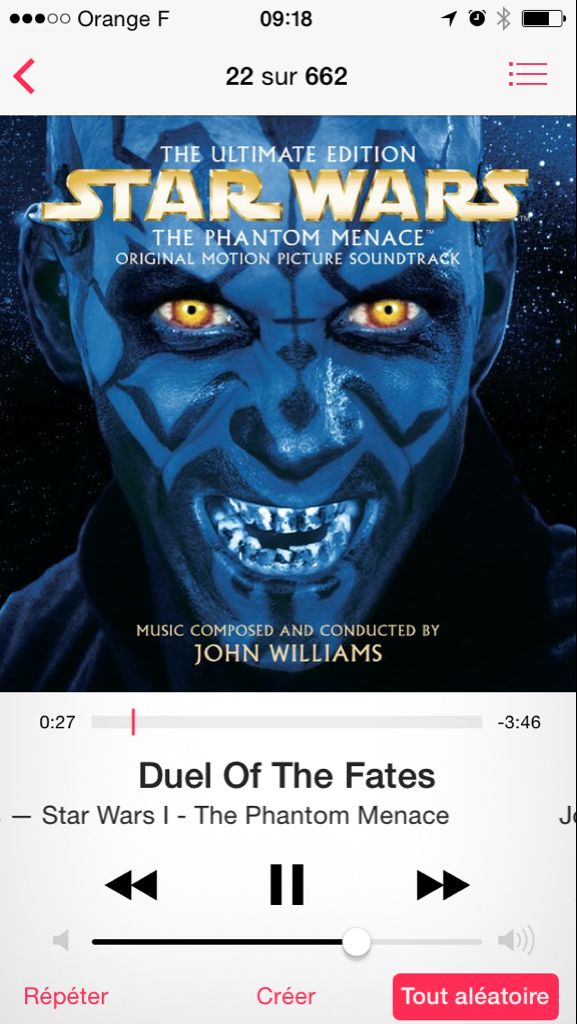 Orange F 09:18
22 sur 662
THE ULTIMATE EDITION
STAR WARS
THE PHANTOM MENACE™
ORIGINAL MOTION PICTURE SOUNDTRACK
MUSIC COMPOSED AND CONDUCTED BY
JOHN WILLIAMS
0:27 -3:46
Duel Of The Fates
— Star Wars I - The Phantom Menace Jo
Répéter Créer Tout aléatoire